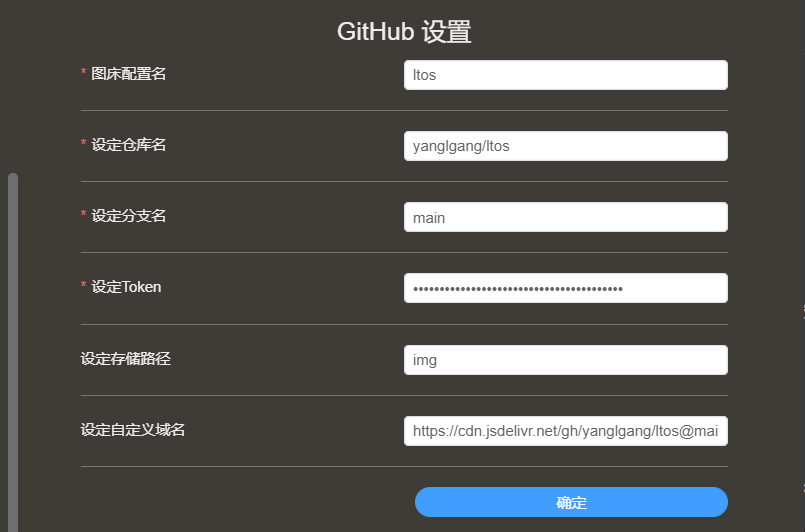 GitHub 设置
* 图床配置名
ltos
* 设定仓库名
yanglgang/ltos
* 设定分支名
main
* 设定Token
••••••••••••••••••••••••••••••••••••••••
设定存储路径
img
设定自定义域名
https://cdn.jsdelivr.net/gh/yanglgang/ltos@mai
确定